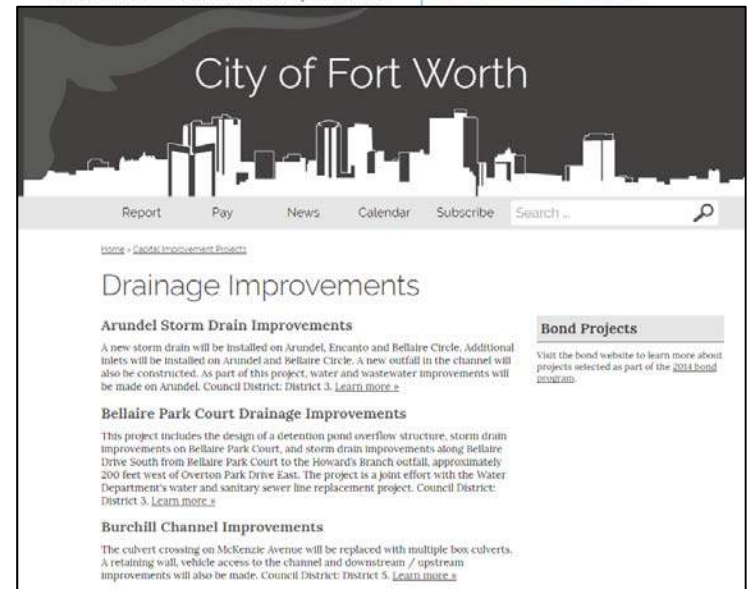 City of Fort Worth
Report Pay News Calendar Subscribe Search ...
Home » Capital Improvement Projects
Drainage Improvements
Arundel Storm Drain Improvements
A new storm drain will be installed on Arundel, Encanto and Bellaire Circle. Additional
inlets will be installed on Arundel and Bellaire Circle. A new outfall in the channel will
also be constructed. As part of this project, water and wastewater improvements will
be made on Arundel. Council District: District 3. Learn more »
Bellaire Park Court Drainage Improvements
This project includes the design of a detention pond overflow structure, storm drain
improvements on Bellaire Park Court, and storm drain improvements along Bellaire
Drive South from Bellaire Park Court to the Howard's Branch outfall, approximately
200 feet west of Overton Park Drive East. The project is a joint effort with the Water
Department's water and sanitary sewer line replacement project. Council District:
District 3. Learn more »
Burchill Channel Improvements
The culvert crossing on McKenzie Avenue will be replaced with multiple box culverts.
A retaining wall, vehicle access to the channel and downstream / upstream
improvements will also be made. Council District: District 5. Learn more »
Bond Projects
Visit the bond website to learn more about
projects selected as part of the 2014 bond
program.